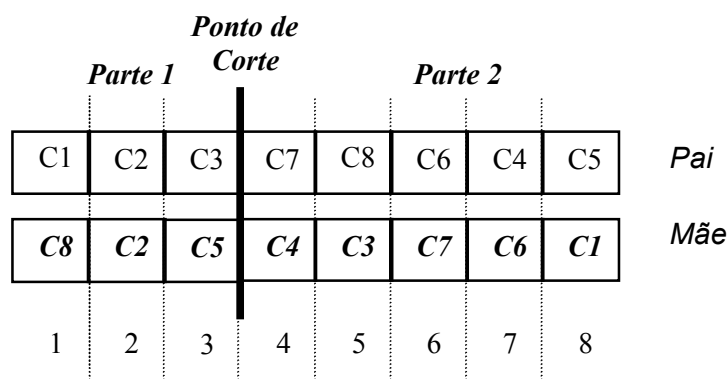 Ponto de
Corte
Parte 1 Parte 2
C1 C2 C3 C7 C8 C6 C4 C5 Pai
C8 C2 C5 C4 C3 C7 C6 C1 Mãe
1 2 3 4 5 6 7 8